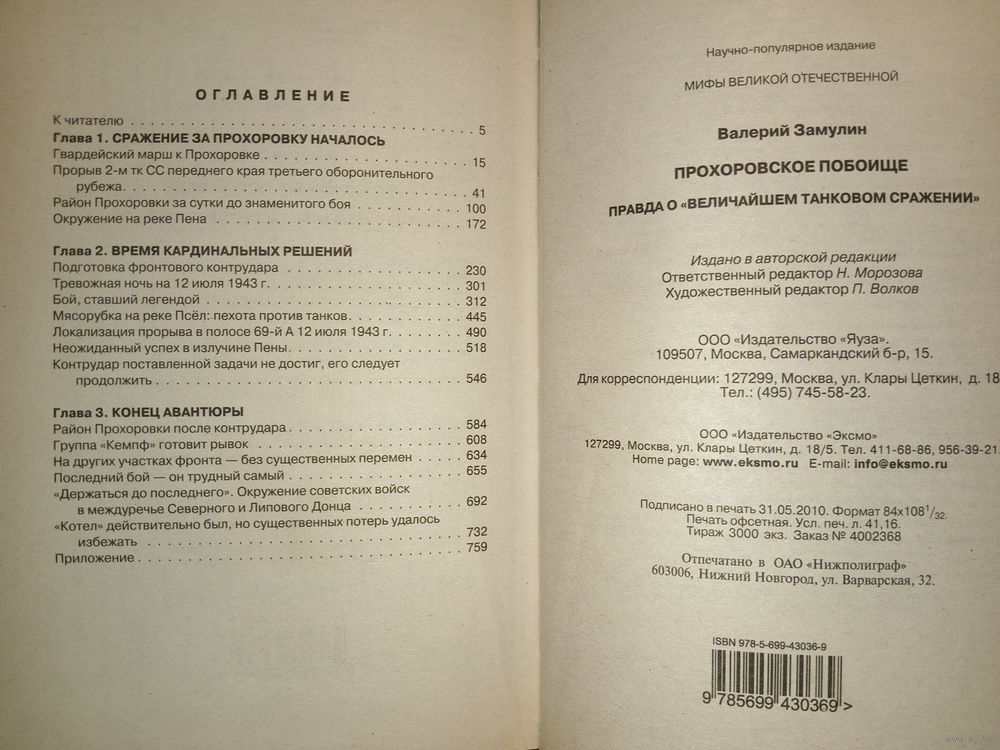 ОГЛАВЛЕНИЕ
К читателю . . . . . . . . . . 5
Глава 1. СРАЖЕНИЕ ЗА ПРОХОРОВКУ НАЧАЛОСЬ
Гвардейский марш к Прохоровке . . . . . . . . . . 15
Прорыв 2-м тк СС переднего края третьего оборонительного
рубежа. . . . . . . . . . 41
Район Прохоровки за сутки до знаменитого боя . . . . . . . . . . 100
Окружение на реке Пена . . . . . . . . . . 172
Глава 2. ВРЕМЯ КАРДИНАЛЬНЫХ РЕШЕНИЙ
Подготовка фронтового контрудара . . . . . . . . . . 230
Тревожная ночь на 12 июля 1943 г. . . . . . . . . . 301
Бой, ставший легендой . . . . . . . . . . 312
Мясорубка на реке Псёл: пехота против танков. . . . . . . . . . 445
Локализация прорыва в полосе 69-й А 12 июля 1943 г. . . . . . . 490
Неожиданный успех в излучине Пены. . . . . . . . . . 518
Контрудар поставленной задачи не достиг, его следует
продолжить . . . . . . . . . . 546
Глава 3. КОНЕЦ АВАНТЮРЫ
Район Прохоровки после контрудара . . . . . . . . . . 584
Группа «Кемпф» готовит рывок . . . . . . . . . . 608
На других участках фронта — без существенных перемен . . . . 634
Последний бой — он трудный самый . . . . . . . . . . 655
«Держаться до последнего». Окружение советских войск
в междуречье Северного и Липового Донца . . . . . . . . . . 692
«Котел» действительно был, но существенных потерь удалось
избежать . . . . . . . . . . 732
Приложение . . . . . . . . . . 759
Научно-популярное издание
МИФЫ ВЕЛИКОЙ ОТЕЧЕСТВЕННОЙ
Валерий Замулин
ПРОХОРОВСКОЕ ПОБОИЩЕ
ПРАВДА О «ВЕЛИЧАЙШЕМ ТАНКОВОМ СРАЖЕНИИ»
Издано в авторской редакции
Ответственный редактор Н. Морозова
Художественный редактор П. Волков
ООО «Издательство «Яуза».
109507, Москва, Самаркандский б-р, 15.
Для корреспонденции: 127299, Москва, ул. Клары Цеткин, д. 18
Тел.: (495) 745-58-23.
ООО «Издательство «Эксмо»
127299, Москва, ул. Клары Цеткин, д. 18/5. Тел. 411-68-86, 956-39-21.
Home page: www.eksmo.ru E-mail: info@eksmo.ru
Подписано в печать 31.05.2010. Формат 84x108 1/32.
Печать офсетная. Усл. печ. л. 41,16.
Тираж 3000 экз. Заказ № 4002368
Отпечатано в ОАО «Нижполиграф»
603006, Нижний Новгород, ул. Варварская, 32.
ISBN 978-5-699-43036-9
9 785699 430369 >